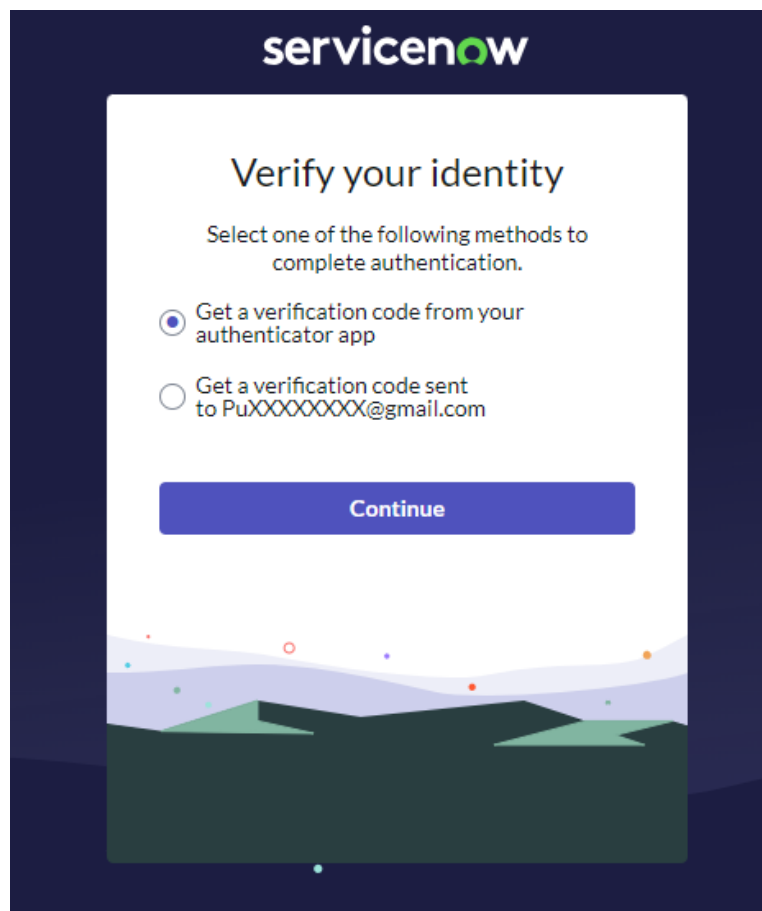 servicenow
Verify your identity
Select one of the following methods to
complete authentication.
Get a verification code from your
authenticator app
Get a verification code sent
to PuXXXXXXXX@gmail.com
Continue